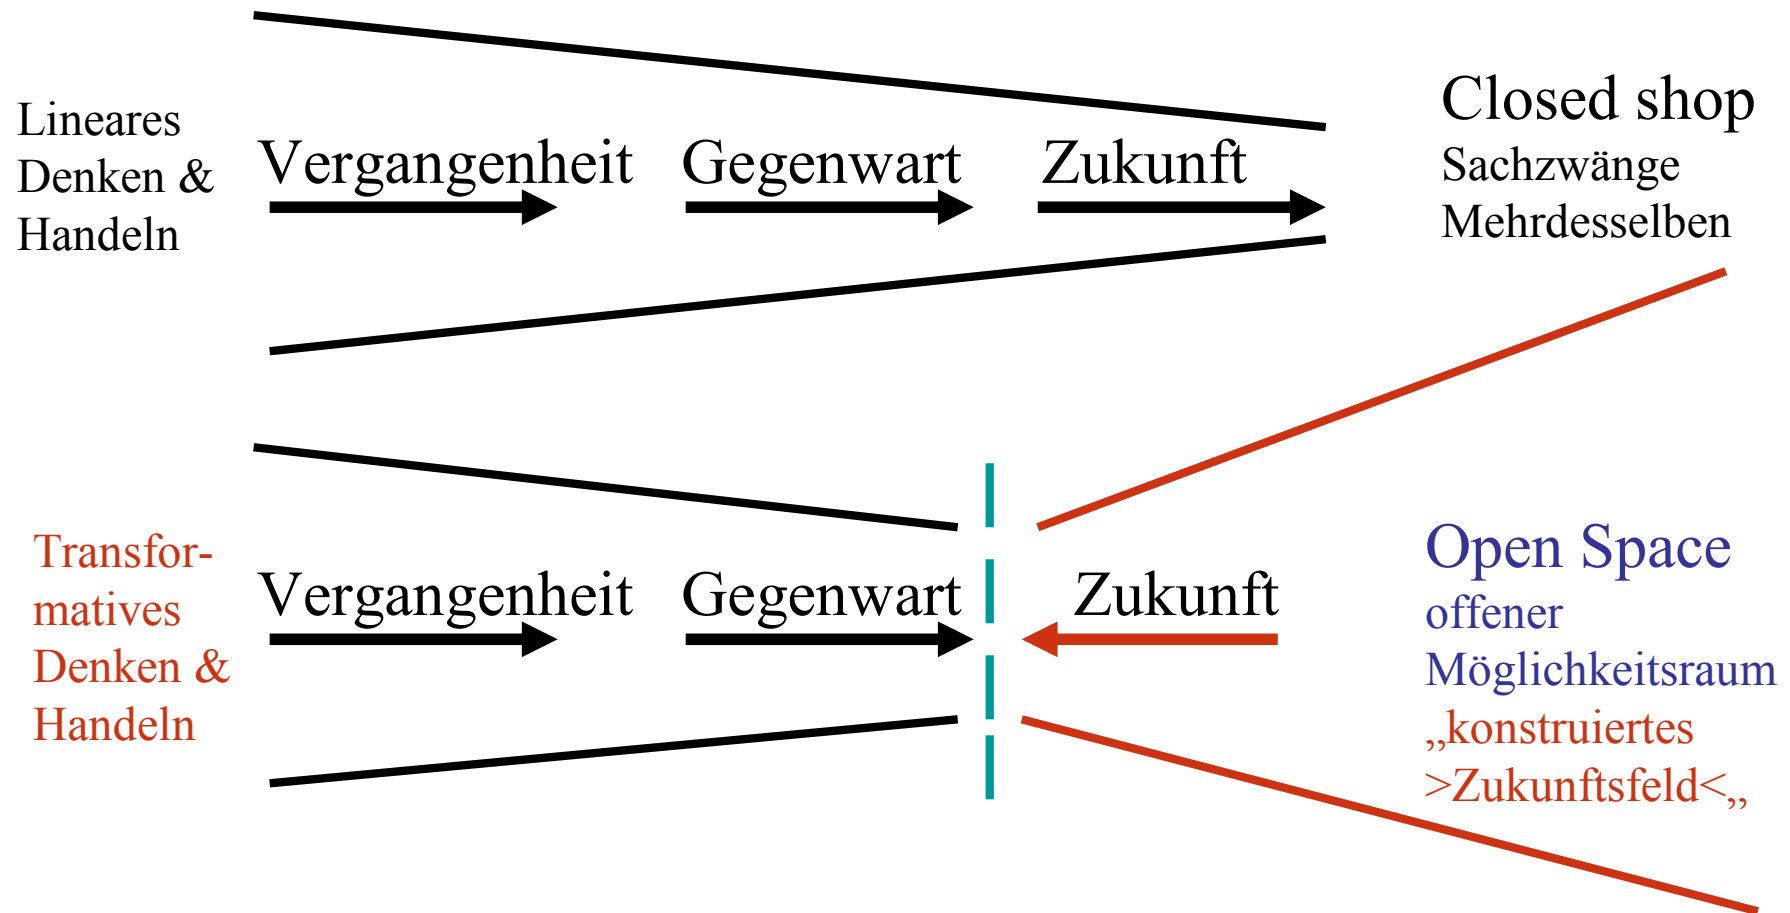 Lineares
Denken &
Handeln
Vergangenheit
Gegenwart
Zukunft
Closed shop
Sachzwänge
Mehrdesselben
Transfor-
matives
Denken &
Handeln
Vergangenheit
Gegenwart
Zukunft
Open Space
offener
Möglichkeitsraum
„konstruiertes
>Zukunftsfeld<„